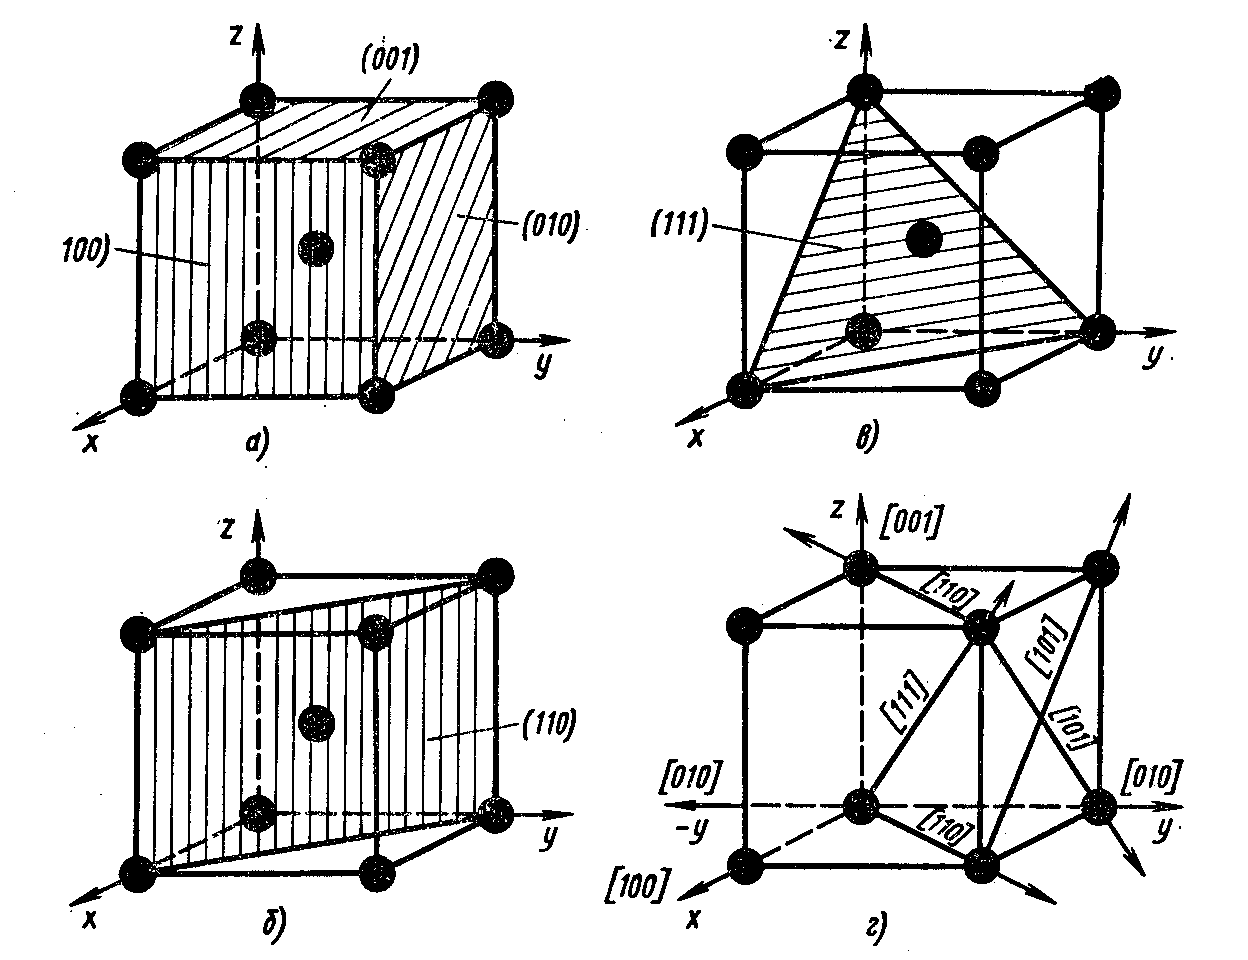 z
(001)
100)
(010)
y
x
а)
z
(111)
y
x
в)
z
(110)
y
x
б)
z
[001]
[110]
[101]
[111]
[101]
[010]
[010]
-y
[110]
y
[100]
x
г)